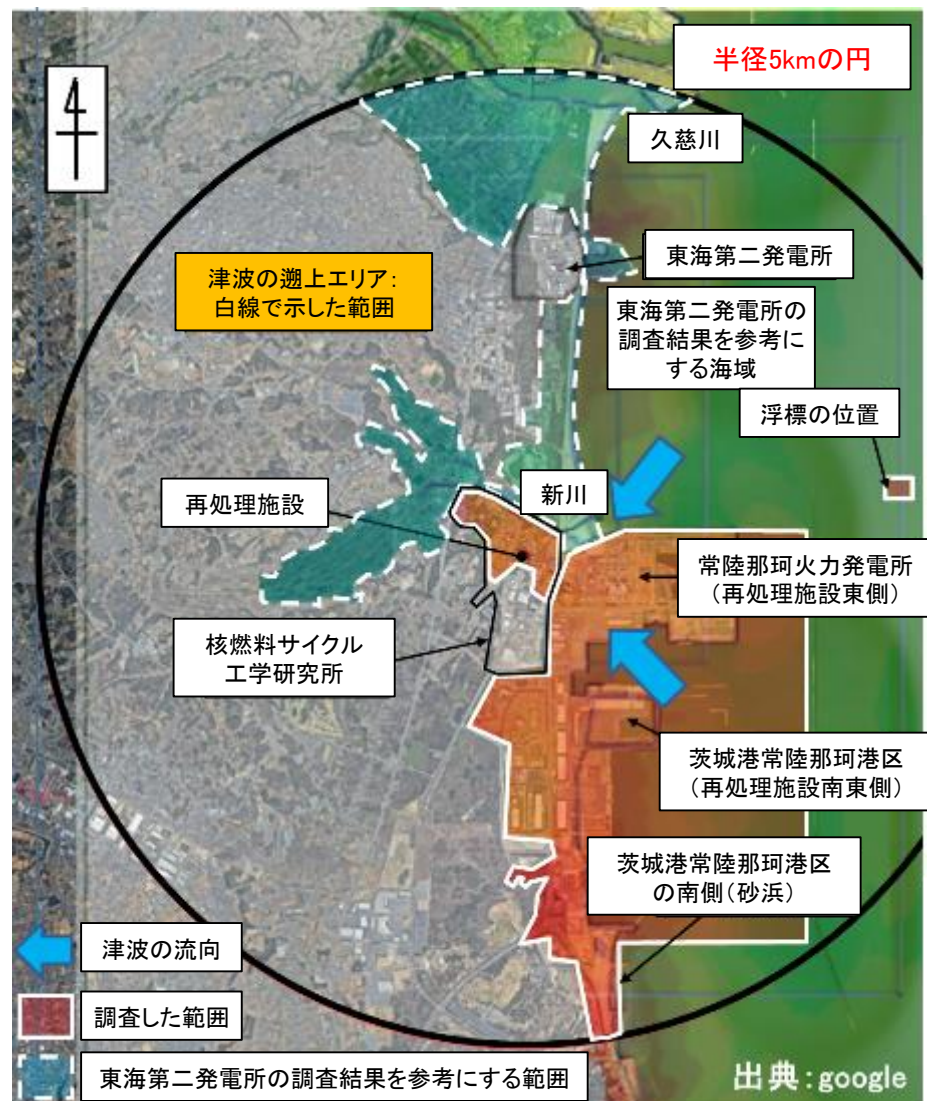 半径5kmの円
久慈川
東海第二発電所
津波の遡上エリア:
白線で示した範囲
東海第二発電所の
調査結果を参考に
する海域
浮標の位置
再処理施設
新川
常陸那珂火力発電所
(再処理施設東側)
核燃料サイクル
工学研究所
茨城港常陸那珂港区
(再処理施設南東側)
茨城港常陸那珂港区
の南側(砂浜)
津波の流向
調査した範囲
東海第二発電所の調査結果を参考にする範囲
出典:google